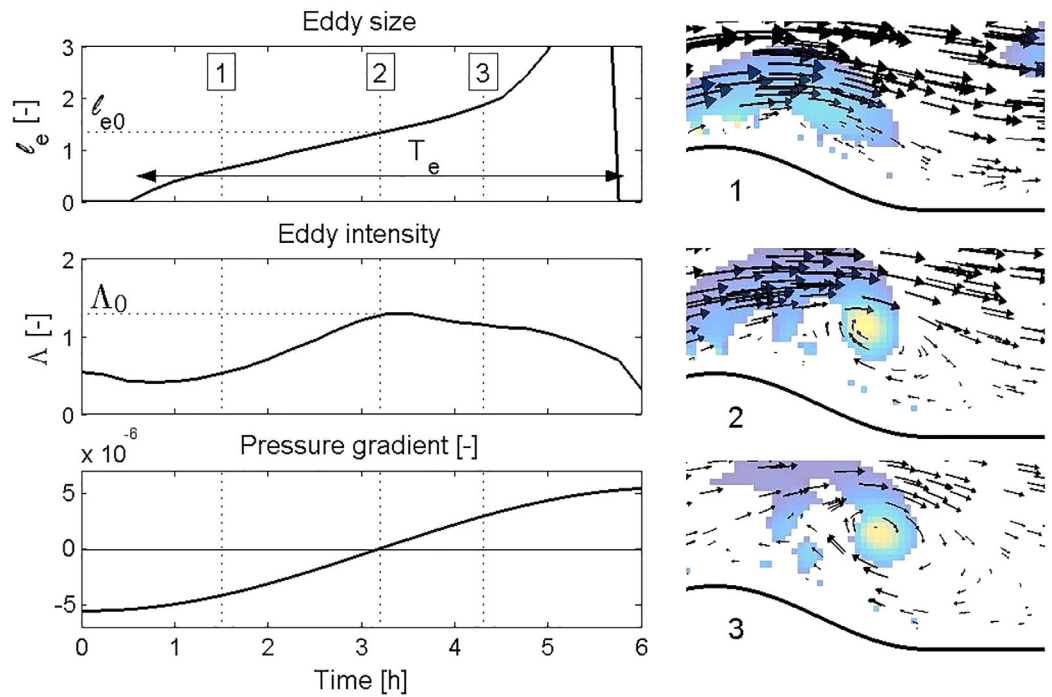 Eddy size
3
2
1
0
ℓe [-]
ℓe0
1
2
3
Te
Eddy intensity
2
1
0
Λ [-]
Λ0
Pressure gradient [-]
x 10^-6
5
0
-5
0 1 2 3 4 5 6
Time [h]
1
2
3